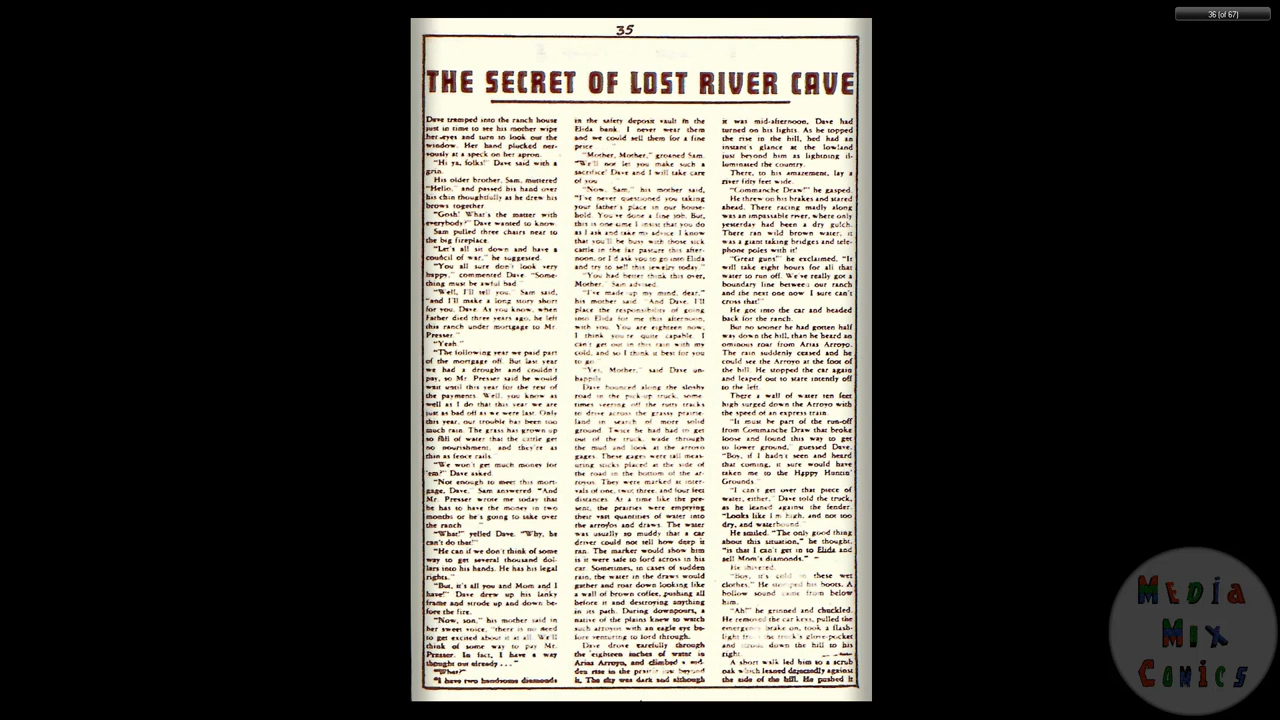 36 (of 67)
35
THE SECRET OF LOST RIVER CAVE
Dave tramped into the ranch house
just in time to see his mother wipe
her eyes and turn to look out the
window. Her hand plucked ner-
vously at a speck on her apron.
"Hi ya, folks!" Dave said with a
grin.
His older brother, Sam, muttered
"Hello," and passed his hand over
his chin thoughtfully as he drew his
brows together.
"Gosh! What's the matter with
everybody?" Dave wanted to know.
Sam pulled three chairs near to
the big fireplace.
"Let's all sit down and have a
council of war," he suggested.
"You all sure don't look very
happy," commented Dave. "Some-
thing must be awful bad"
"Well, I'll tell you, Sam said,
"and I'll make a long story short
for you, Dave. As you know, when
Father died three years ago, he left
this ranch under mortgage to Mr.
Presser."
"Yeah."
"The following year we paid part
of the mortgage off. But last year
we had a drought and couldn't
pay, so Mr. Presser said he would
wait until this year for the rest of
the payments. Well, you know as
well as I do that this year we are
just as bad off as we were last. Only
this year, our trouble has been too
much rain. The grass has grown up
so full of water that the cattle get
no nourishment, and they're as
thin as fence rails.
"We won't get much money for
'em?" Dave asked.
"Not enough to meet this mort-
gage, Dave, Sam answered. "And
Mr. Presser wrote me today that
he has to have the money in two
months or he's going to take over
the ranch
"What!" yelled Dave. "Why, he
can't do that!"
"He can if we don't think of some
way to get several thousand dol-
lars into his hands. He has his legal
rights."
"But, it's all you and Mom and I
have!" Dave drew up his lanky
frame and strode up and down be-
fore the fire.
"Now, son," his mother said in
her sweet voice, "there is no need
to get excited about it at all. We'll
think of some way to pay Mr.
Presser. In fact, I have a way
thought out already . . ."
"What?"
"I have two handsome diamonds
in the safety deposit vault in the
Elida bank. I never wear them
and we could sell them for a fine
price
"Mother, Mother," groaned Sam.
"We'll not let you make such a
sacrifice! Dave and I will take care
of you
"Now, Sam," his mother said,
"I've never questioned you taking
your father's place in our house-
hold. You've done a fine job. But,
this is one time I insist that you do
as I ask and take my advice. I know
that you'll be busy with those sick
cattle in the far pasture this after-
noon, or I'd ask you to go into Elida
and try to sell this jewelry today."
"You had better think this over,
Mother," Sam advised.
"I've made up my mind, dear,"
his mother said. "And Dave, I'll
place the responsibility of going
into Elida for me this afternoon,
with you. You are eighteen now;
I think you're quite capable. I
can't get out in this rain with my
cold, and so I think it best for you
to go
"Yes, Mother," said Dave un-
happily
Dave bounced along the sloshy
road in the pick-up truck, some-
times veering off the rutty tracks
to drive across the grassy prairie-
land in search of more solid
ground. Twice he had had to get
out of the truck, wade through
the mud and look at the arroyo
gages. These gages were tall meas-
uring sticks placed at the side of
the road in the bottom of the ar-
royos. They were marked at inter-
vals of one, two, three, and four feet
distances. At a time like the pre-
sent, the prairies were emptying
their vast quantities of water into
the arroyos and draws. The water
was usually so muddy that a car
driver could not tell how deep it
ran. The marker would show him
is it were safe to ford across in his
car. Sometimes, in cases of sudden
rain, the water in the draws would
gather and roar down looking like
a wall of brown coffee, pushing all
before it and destroying anything
in its path. During downpours, a
native of the plains knew to watch
such arroyos with an eagle eye be-
fore venturing to ford through.
Dave drove carefully through
the eighteen inches of water in
Arias Arroyo, and climbed a sud-
den rise in the prairie just beyond
it. The sky was dark and although
it was mid-afternoon, Dave had
turned on his lights. As he topped
the rise in the hill, hed had an
instant's glance at the lowland
just beyond him as lightning il-
luminated the country.
There, to his amazement, lay a
river fifty feet wide.
"Commanche Draw!" he gasped.
He threw on his brakes and stared
ahead. There racing madly along
was an impassable river, where only
yesterday had been a dry gulch.
There ran wild brown water, it
was a giant taking bridges and tele-
phone poles with it!
"Great guns!" he exclaimed, "It
will take eight hours for all that
water to run off. We've really got a
boundary line between our ranch
and the next one now. I sure can't
cross that!"
He got into the car and headed
back for the ranch.
But no sooner he had gotten half
way down the hill, than he heard an
ominous roar from Arias Arroyo.
The rain suddenly ceased and he
could see the Arroyo at the foot of
the hill. He stopped the car again
and leaped out to stare intently off
to the left.
There a wall of water ten feet
high surged down the Arroyo with
the speed of an express train.
"It must be part of the run-off
from Commanche Draw that broke
loose and found this way to get
to lower ground, guessed Dave,
"Boy, if I hadn't seen and heard
that coming, it sure would have
taken me to the Happy Huntin'
Grounds."
"I can't get over that piece of
water, either," Dave told the truck,
as he leaned against the fender.
"Looks like I'm high, and not too
dry, and waterbound
He smiled. "The only good thing
about this situation," he thought,
"is that I can't get in to Elida and
sell Mom's diamonds."
He shivered.
"Boy, it's cold in these wet
clothes." He stomped his boots. A
hollow sound came from below
him.
"Ah!" he grinned and chuckled.
He removed the car keys, pulled the
emergency brake on, took a flash-
light from the truck's glove-pocket
and strode down the hill to his
right.
A short walk led him to a scrub
oak which leaned dejectedly against
the side of the hill. He pushed it
MEDIA
MIX
COMICS